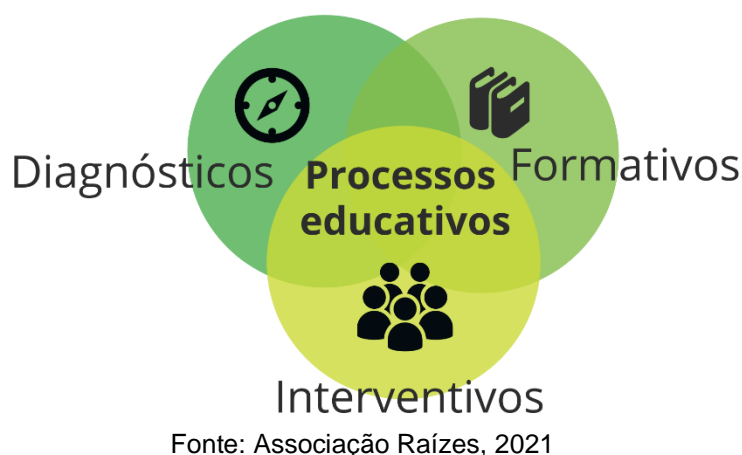 Diagnósticos
Formativos
Processos
educativos
Interventivos
Fonte: Associação Raízes, 2021